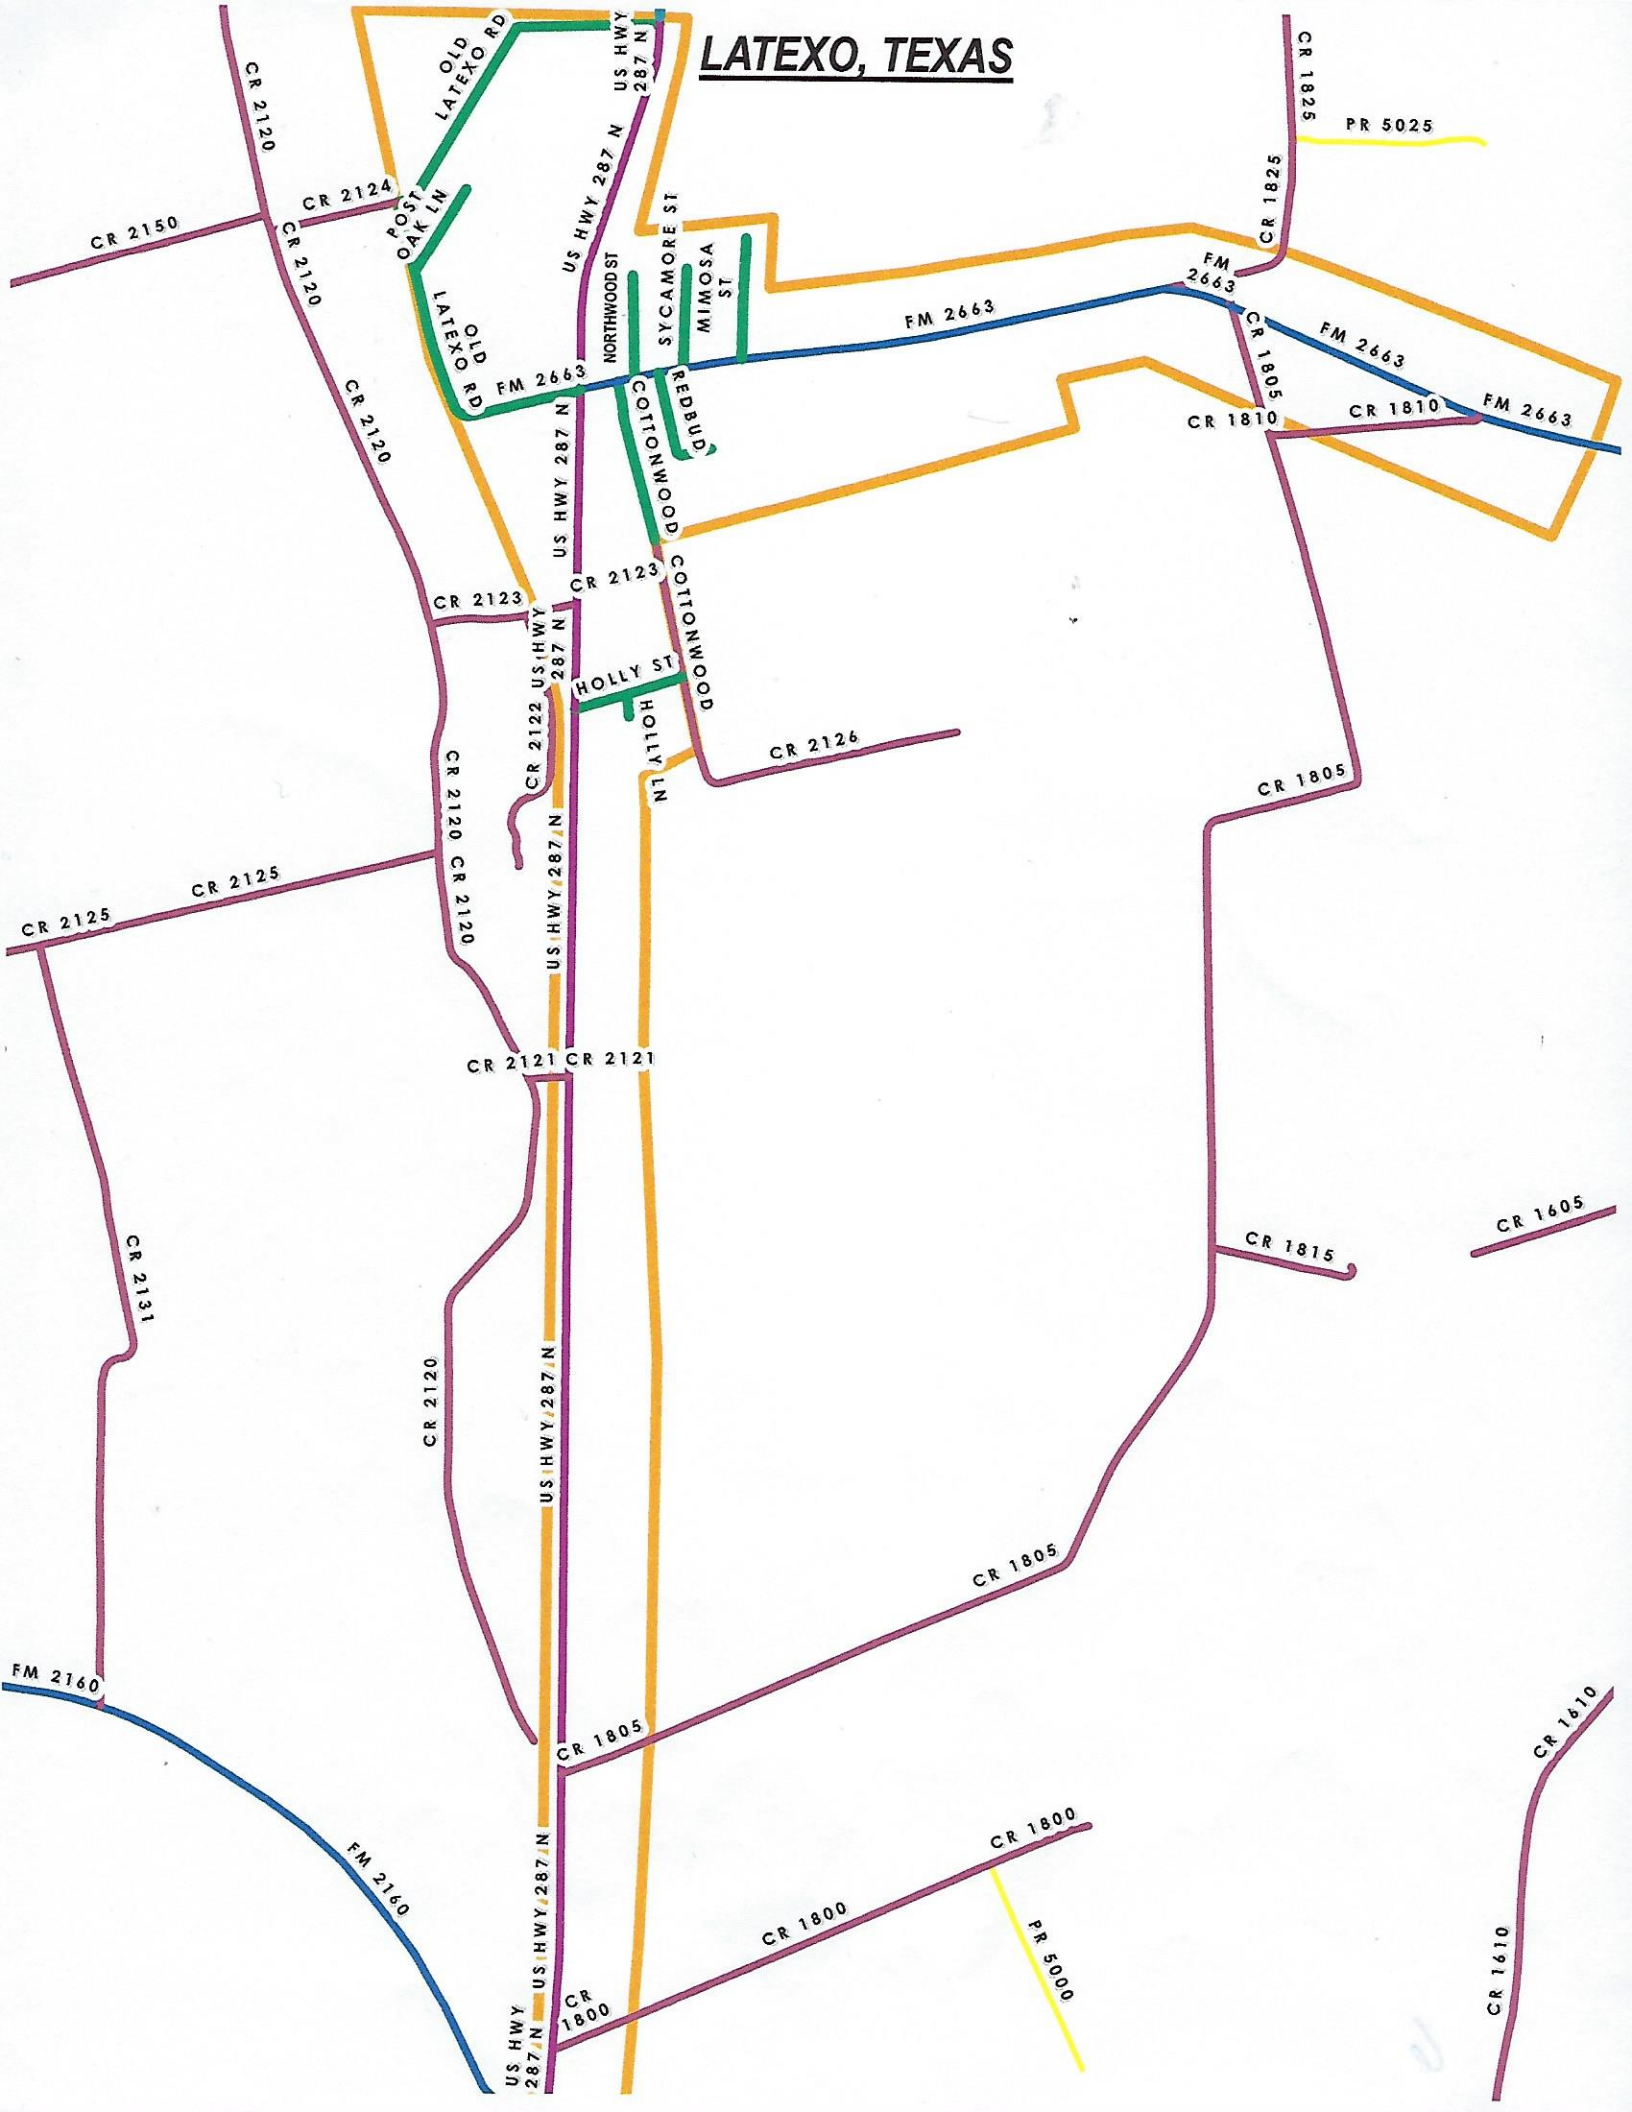 LATEXO, TEXAS
OLD
LATEXO RD
US HWY
287 N
CR 1825
CR 2120
PR 5025
US HWY 287 N
CR 1825
CR 2124
POST
OAK LN
CR 2150
CR 2120
NORTHWOOD ST
SYCAMORE ST
MIMOSA
ST
FM
2663
FM 2663
OLD
LATEXO RD
FM 2663
CR 1805
FM 2663
CR 2120
REDBUD
COTTONWOOD
US HWY 287 N
CR 1810
CR 1810
FM 2663
CR 2123
CR 2123
COTTONWOOD
US HWY
287 N
HOLLY ST
HOLLY LN
CR 2122
CR 2126
CR 1805
CR 2120
US HWY 287 N
CR 2120
CR 2125
CR 2125
CR 2121
CR 2121
CR 1605
CR 1815
CR 2131
US HWY 287 N
CR 2120
CR 1805
FM 2160
CR 1805
CR 1610
CR 1800
FM 2160
US HWY 287 N
CR 1800
PR 5000
CR 1610
CR
1800
US HWY
287 N